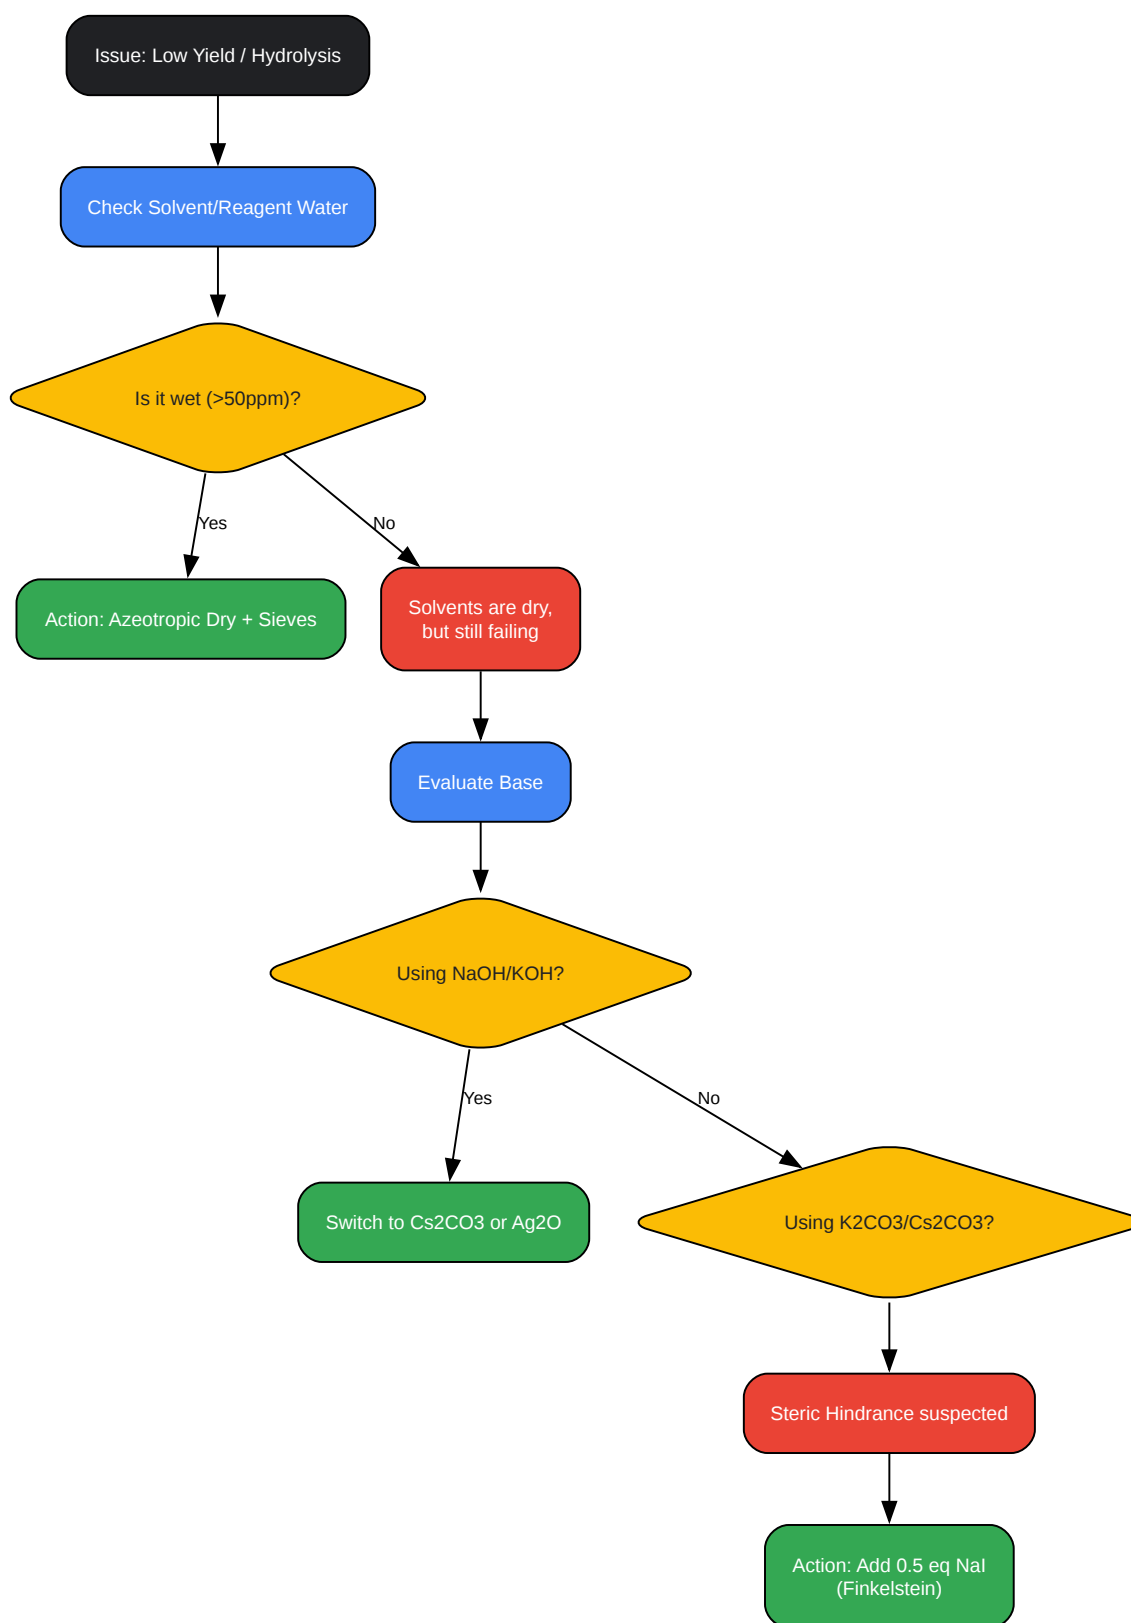 Issue: Low Yield / Hydrolysis
Check Solvent/Reagent Water
Is it wet (>50ppm)?
Yes
No
Action: Azeotropic Dry + Sieves
Solvents are dry,
but still failing
Evaluate Base
Using NaOH/KOH?
Yes
No
Switch to Cs2CO3 or Ag2O
Using K2CO3/Cs2CO3?
Steric Hindrance suspected
Action: Add 0.5 eq NaI
(Finkelstein)